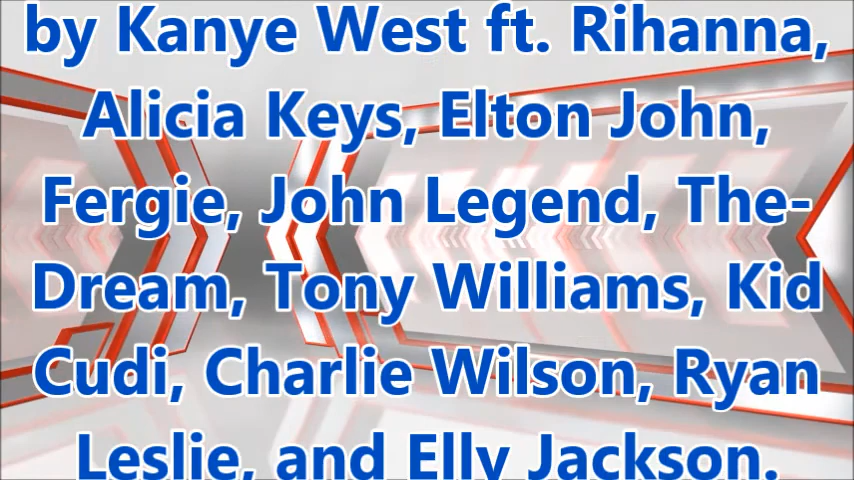 by Kanye West ft. Rihanna,
Alicia Keys, Elton John,
Fergie, John Legend, The-
Dream, Tony Williams, Kid
Cudi, Charlie Wilson, Ryan
Leslie, and Elly Jackson.